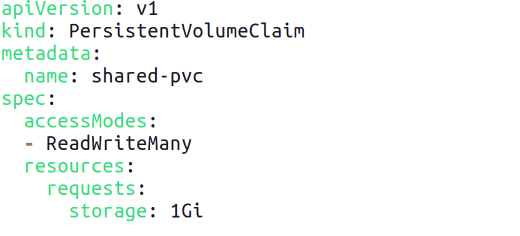 apiVersion: v1
kind: PersistentVolumeClaim
metadata:
  name: shared-pvc
spec:
  accessModes:
  - ReadWriteMany
  resources:
    requests:
      storage: 1Gi